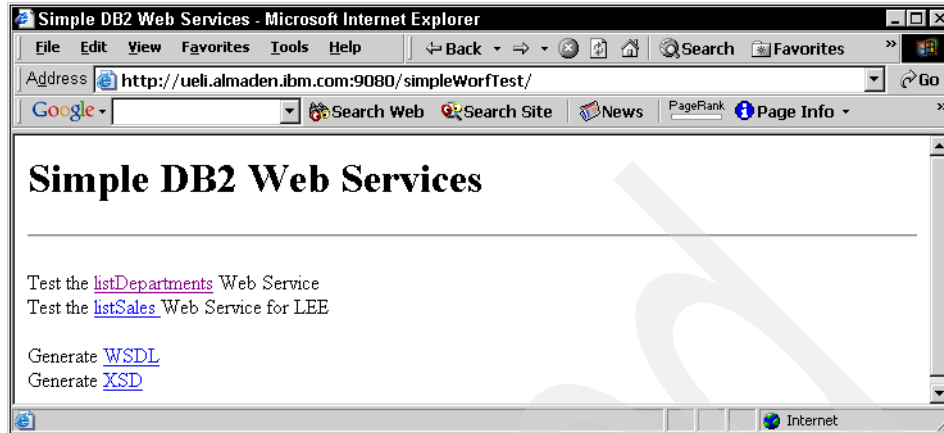 Simple DB2 Web Services - Microsoft Internet Explorer
File Edit View Favorites Tools Help Back Search Favorites »
Address http://ueli.almaden.ibm.com:9080/simpleWorfTest/ Go
Google Search Web Search Site News PageRank Page Info »
Simple DB2 Web Services
Test the listDepartments Web Service
Test the listSales Web Service for LEE
Generate WSDL
Generate XSD
Internet